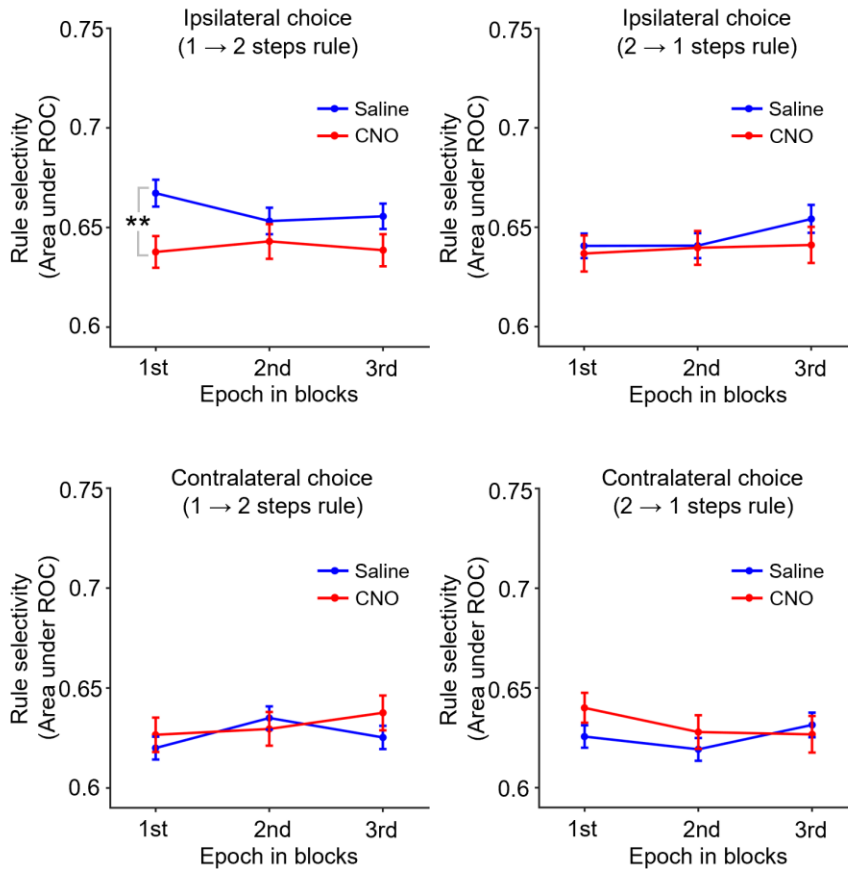 Ipsilateral choice
(1 → 2 steps rule)
0.75
0.7
0.65
0.6
Rule selectivity
(Area under ROC)
Saline
CNO
**
1st 2nd 3rd
Epoch in blocks
Ipsilateral choice
(2 → 1 steps rule)
0.75
0.7
0.65
0.6
Rule selectivity
(Area under ROC)
Saline
CNO
1st 2nd 3rd
Epoch in blocks
Contralateral choice
(1 → 2 steps rule)
0.75
0.7
0.65
0.6
Rule selectivity
(Area under ROC)
Saline
CNO
1st 2nd 3rd
Epoch in blocks
Contralateral choice
(2 → 1 steps rule)
0.75
0.7
0.65
0.6
Rule selectivity
(Area under ROC)
Saline
CNO
1st 2nd 3rd
Epoch in blocks